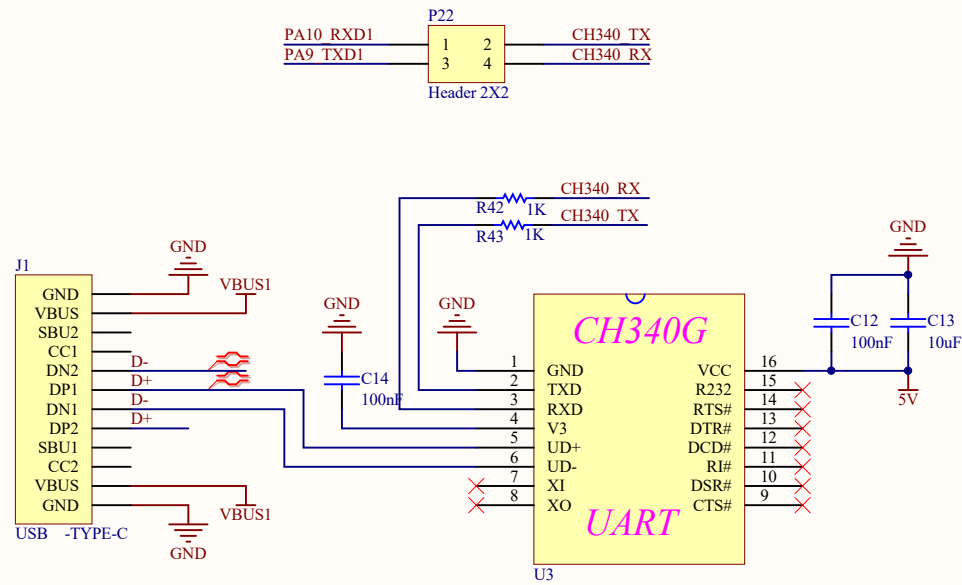 P22
PA10_RXD1 1 2 CH340_TX
PA9_TXD1 3 4 CH340_RX
Header 2X2
CH340_RX
R42 1K
CH340_TX
R43 1K
GND
J1
GND
VBUS
SBU2
CC1
DN2
DP1
DN1
DP2
SBU1
CC2
VBUS
GND
USB -TYPE-C
VBUS1
D-
D+
D-
D+
VBUS1
GND
GND
C14
100nF
GND
CH340G
1 GND
2 TXD
3 RXD
4 V3
5 UD+
6 UD-
7 XI
8 XO
VCC 16
R232 15
RTS# 14
DTR# 13
DCD# 12
RI# 11
DSR# 10
CTS# 9
UART
U3
GND
C12
100nF
C13
10uF
5V